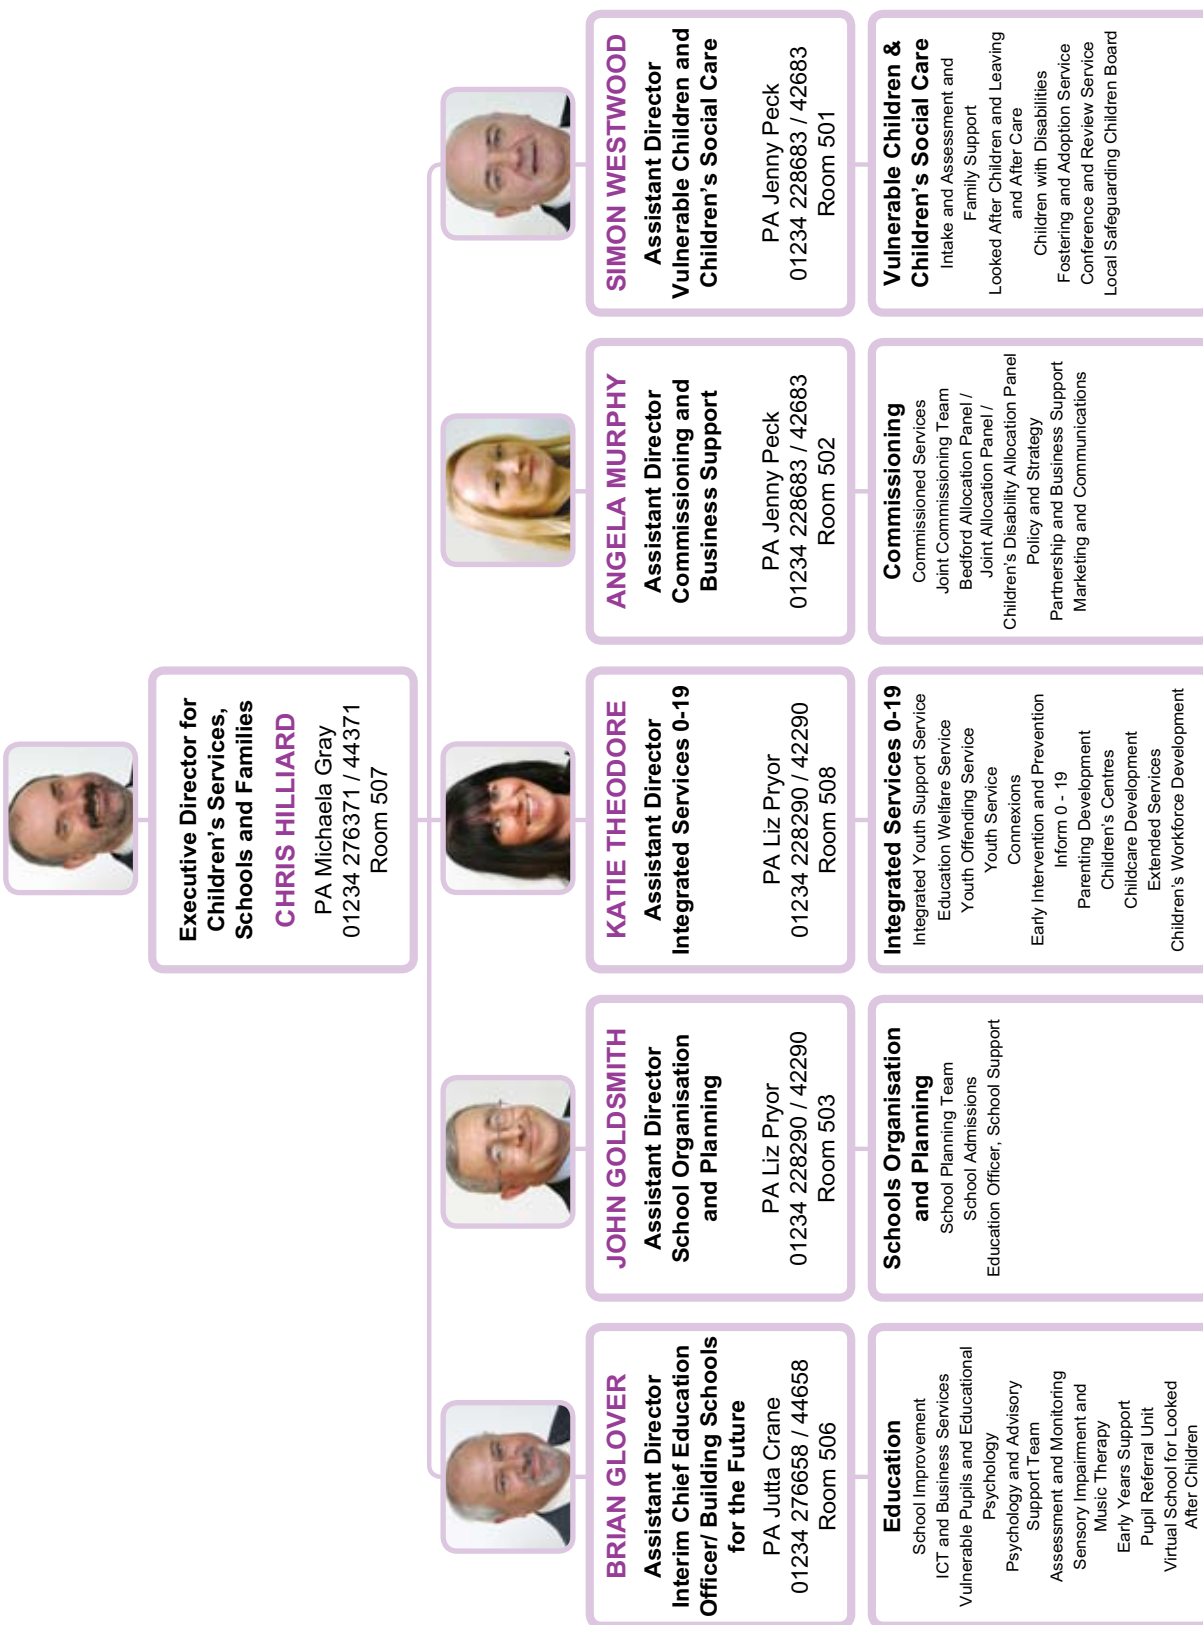 Executive Director for
Children's Services,
Schools and Families
CHRIS HILLIARD
PA Michaela Gray
01234 276371 / 44371
Room 507
BRIAN GLOVER
Assistant Director
Interim Chief Education
Officer/ Building Schools
for the Future
PA Jutta Crane
01234 276658 / 44658
Room 506
Education
School Improvement
ICT and Business Services
Vulnerable Pupils and Educational
Psychology
Psychology and Advisory
Support Team
Assessment and Monitoring
Sensory Impairment and
Music Therapy
Early Years Support
Pupil Referral Unit
Virtual School for Looked
After Children
JOHN GOLDSMITH
Assistant Director
School Organisation
and Planning
PA Liz Pryor
01234 228290 / 42290
Room 503
Schools Organisation
and Planning
School Planning Team
School Admissions
Education Officer, School Support
KATIE THEODORE
Assistant Director
Integrated Services 0-19
PA Liz Pryor
01234 228290 / 42290
Room 508
Integrated Services 0-19
Integrated Youth Support Service
Education Welfare Service
Youth Offending Service
Youth Service
Connexions
Early Intervention and Prevention
Inform 0 - 19
Parenting Development
Children's Centres
Childcare Development
Extended Services
Children's Workforce Development
ANGELA MURPHY
Assistant Director
Commissioning and
Business Support
PA Jenny Peck
01234 228683 / 42683
Room 502
Commissioning
Commissioned Services
Joint Commissioning Team
Bedford Allocation Panel /
Joint Allocation Panel /
Children's Disability Allocation Panel
Policy and Strategy
Partnership and Business Support
Marketing and Communications
SIMON WESTWOOD
Assistant Director
Vulnerable Children and
Children's Social Care
PA Jenny Peck
01234 228683 / 42683
Room 501
Vulnerable Children &
Children's Social Care
Intake and Assessment and
Family Support
Looked After Children and Leaving
and After Care
Children with Disabilities
Fostering and Adoption Service
Conference and Review Service
Local Safeguarding Children Board